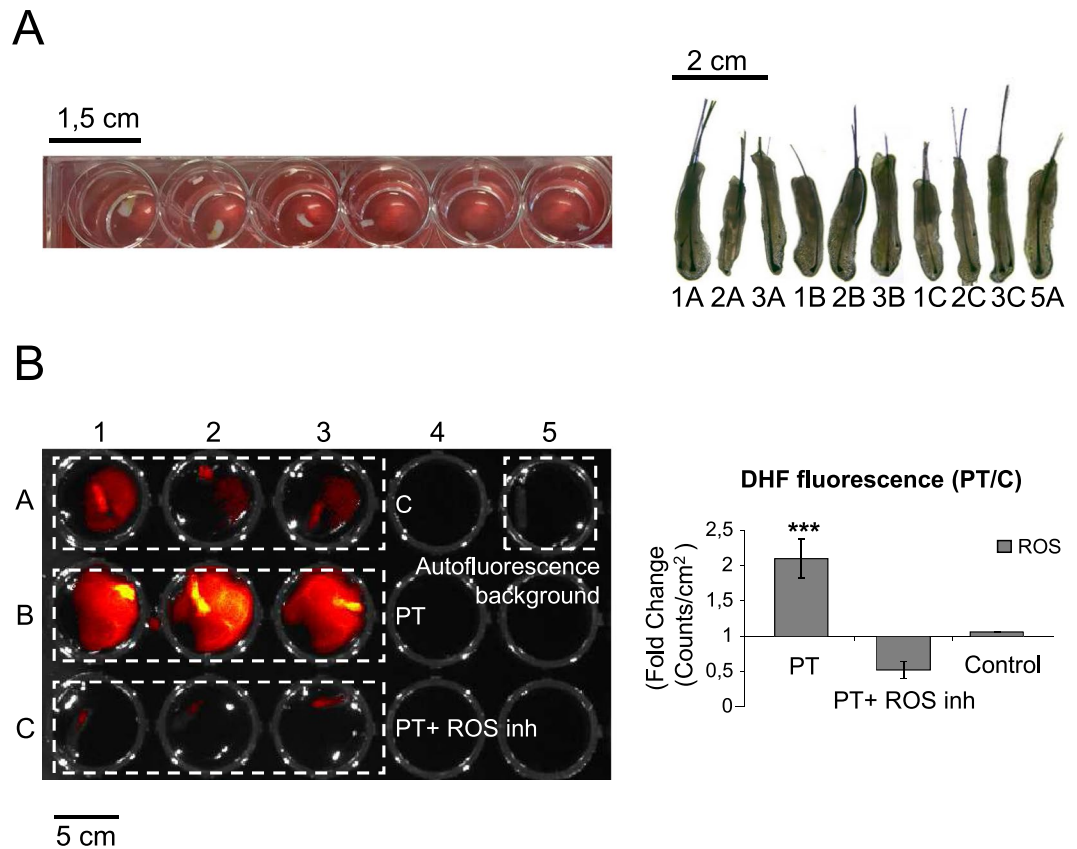 A
1,5 cm
2 cm
1A 2A 3A 1B 2B 3B 1C 2C 3C 5A
B
1 2 3 4 5
A
C
Autofluorescence
background
B
PT
C
PT+ ROS inh
5 cm
DHF fluorescence (PT/C)
(Fold Change
(Counts/cm²)
2,5
2
1,5
1
0,5
0
***
ROS
PT
Control
PT+ ROS inh